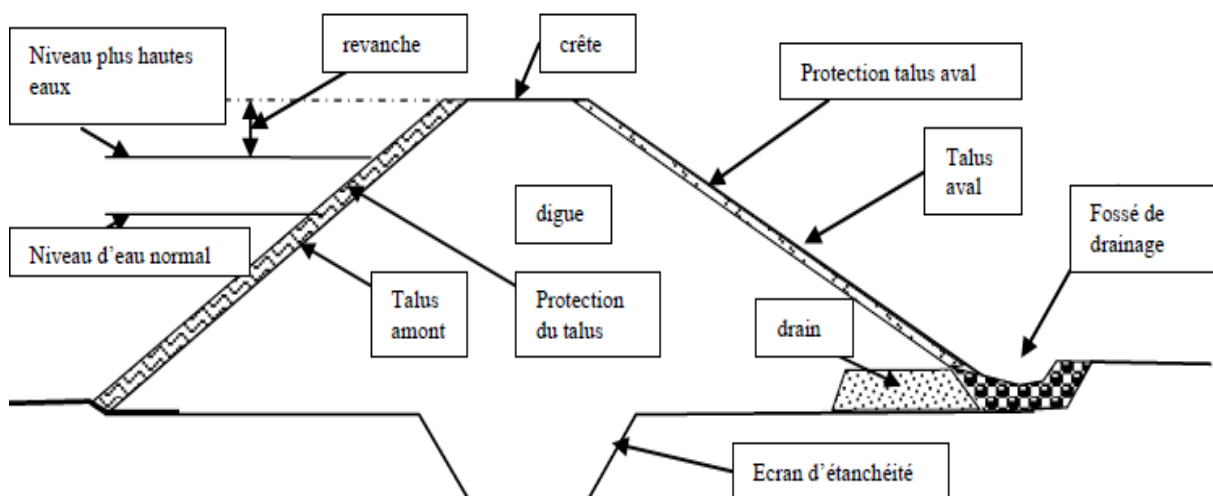 Niveau plus hautes
eaux
revanche
crête
Protection talus aval
Talus
aval
digue
Fossé de
drainage
Niveau d'eau normal
Talus
amont
Protection
du talus
drain
Ecran d'étanchéité